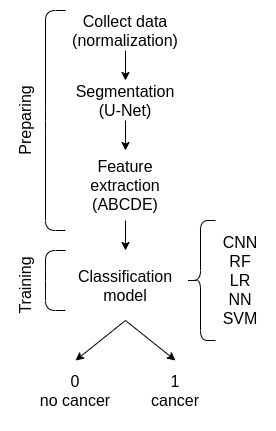 Collect data
(normalization)
Segmentation
(U-Net)
Preparing
Feature
extraction
(ABCDE)
Training
Classification
model
CNN
RF
LR
NN
SVM
0
no cancer
1
cancer